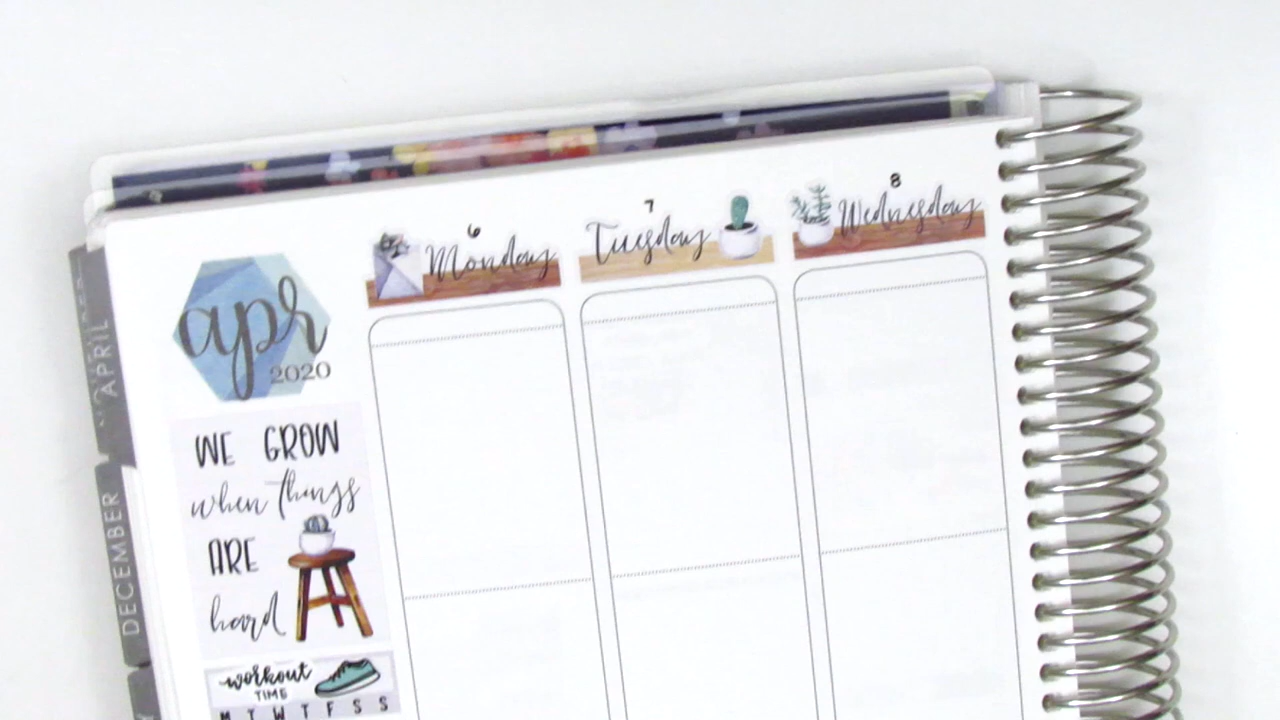 6
Monday
7
Tuesday
8
Wednesday
apr
2020
WE GROW
when things
ARE
hard
workout
TIME
M T W T F S S
APRIL
DECEMBER